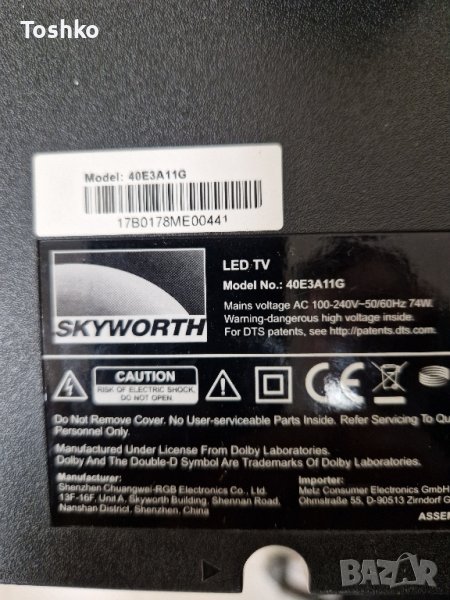 Toshko
Model: 40E3A11G
17B0178ME00441
LED TV
Model No.: 40E3A11G
Mains voltage AC 100-240V~50/60Hz 74W
Warning-dangerous high voltage inside.
For DTS patents, see http://patents.dts.com.
SKYWORTH
CAUTION
RISK OF ELECTRIC SHOCK
DO NOT OPEN
CE
Do Not Remove Cover. No User-serviceable Parts Inside. Refer Servicing To
Personnel Only.
Manufactured Under License From Dolby Laboratories.
Dolby And The Double-D Symbol Are Trademarks Of Dolby Laboratories.
Manufacturer:
Shenzhen Chuangwei-RGB Electronics Co., Ltd.
13F-16F, Unit A, Skyworth Building, Shennan Road,
Nanshan District, Shenzhen, China
Importer:
Metz Consumer Electronics GmbH
Ohmstraße 55, D-90513 Zirndorf G
ASSE
BAZAR